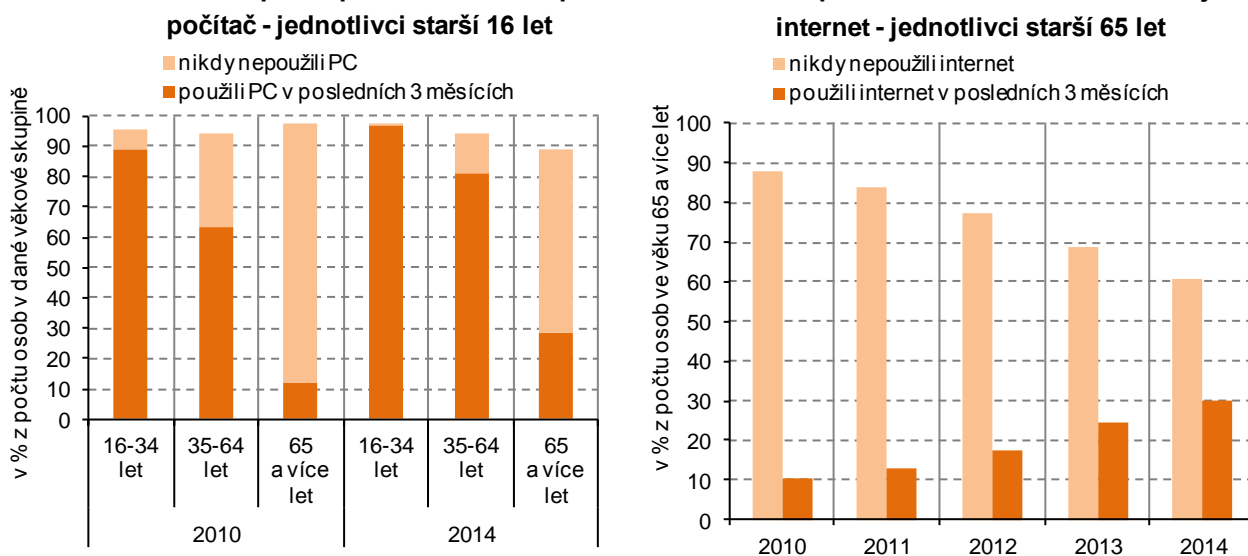 počítač - jednotlivci starší 16 let
nikdy nepoužili PC
použili PC v posledních 3 měsících
v % z počtu osob v dané věkové skupině
100
90
80
70
60
50
40
30
20
10
0
16-34 let
35-64 let
65 a více let
16-34 let
35-64 let
65 a více let
2010
2014
internet - jednotlivci starší 65 let
nikdy nepoužili internet
použili internet v posledních 3 měsících
v % z počtu osob ve věku 65 a více let
100
90
80
70
60
50
40
30
20
10
0
2010
2011
2012
2013
2014